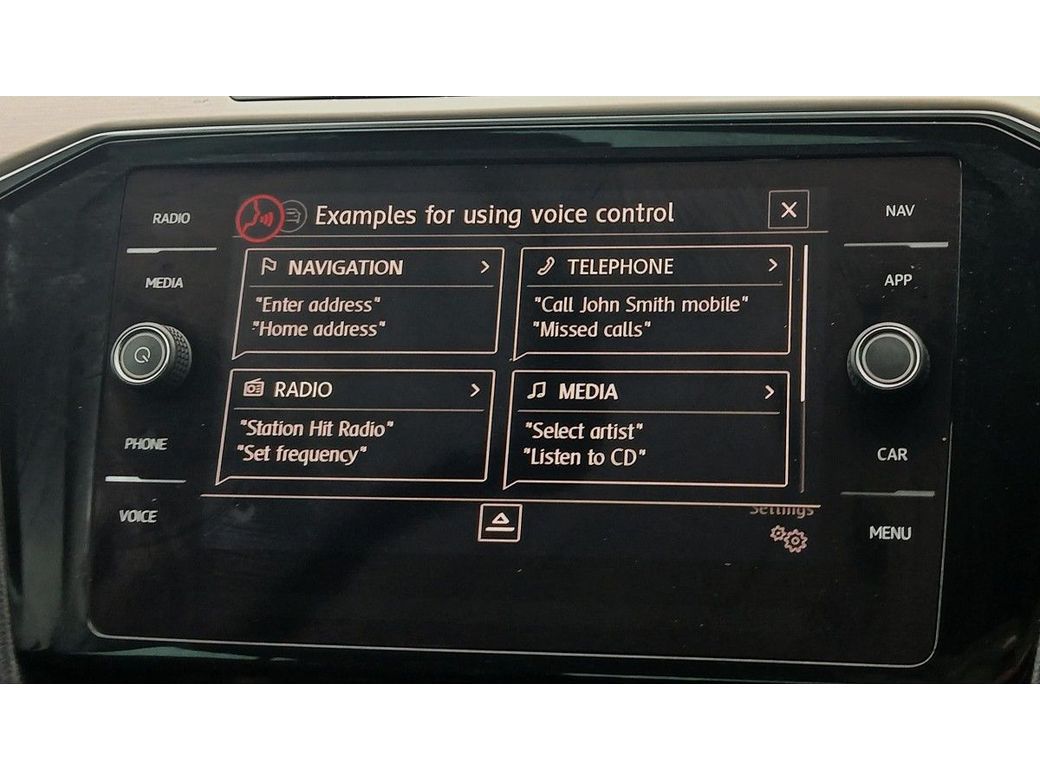 Examples for using voice control
RADIO
NAV
MEDIA
APP
NAVIGATION
"Enter address"
"Home address"
TELEPHONE
"Call John Smith mobile"
"Missed calls"
RADIO
"Station Hit Radio"
"Set frequency"
MEDIA
"Select artist"
"Listen to CD"
PHONE
CAR
VOICE
MENU
Settings